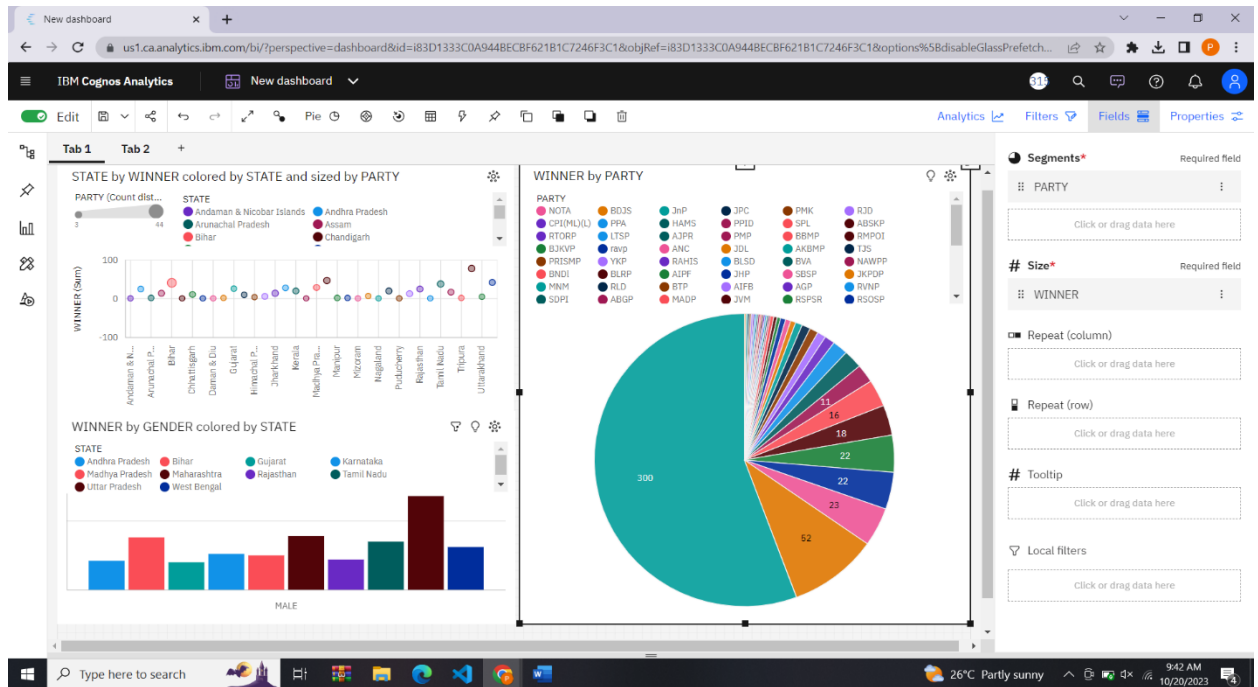 New dashboard
us1.ca.analytics.ibm.com/bi/?perspective=dashboard&id=i83D1333C0A944BECBF621B1C7246F3C1&objRef=i83D1333C0A944BECBF621B1C7246F3C1&options%5BdisableGlassPrefetch...
P
IBM Cognos Analytics New dashboard
Edit Pie Analytics Filters Fields Properties
Tab 1 Tab 2 +
STATE by WINNER colored by STATE and sized by PARTY
PARTY (Count dist... STATE
3 44
Andaman & Nicobar Islands Andhra Pradesh
Arunachal Pradesh Assam
Bihar Chandigarh
WINNER (Sum)
100
0
-100
Andaman & N...
Arunachal P...
Bihar
Chhattisgarh
Daman & Diu
Gujarat
Himachal P...
Jharkhand
Kerala
Madhya Pra...
Manipur
Mizoram
Nagaland
Puducherry
Rajasthan
Tamil Nadu
Tripura
Uttarakhand
WINNER by GENDER colored by STATE
STATE
Andhra Pradesh Bihar Gujarat Karnataka
Madhya Pradesh Maharashtra Rajasthan Tamil Nadu
Uttar Pradesh West Bengal
MALE
WINNER by PARTY
PARTY
NOTA BDJS JnP JPC PMK RJD
CPI(ML)(L) PPA HAMS PPID SPL ABSKP
RTORP LTSP AJPR PMP BBMP RMPOI
BJKVP ravp ANC JDL AKBMP TJS
PRISMP YKP RAHIS BLSD BVA NAWPP
BNDI BLRP AIPF JHP SBSP JKPDP
MNM RLD BTP AIFB AGP RVNP
SDPI ABGP MADP JVM RSPSR RSOSP
11
16
18
22
22
23
52
300
Segments* Required field
PARTY
Click or drag data here
# Size* Required field
WINNER
Repeat (column)
Click or drag data here
Repeat (row)
Click or drag data here
# Tooltip
Click or drag data here
Local filters
Click or drag data here
Type here to search
26°C Partly sunny
9:42 AM
10/20/2023
4